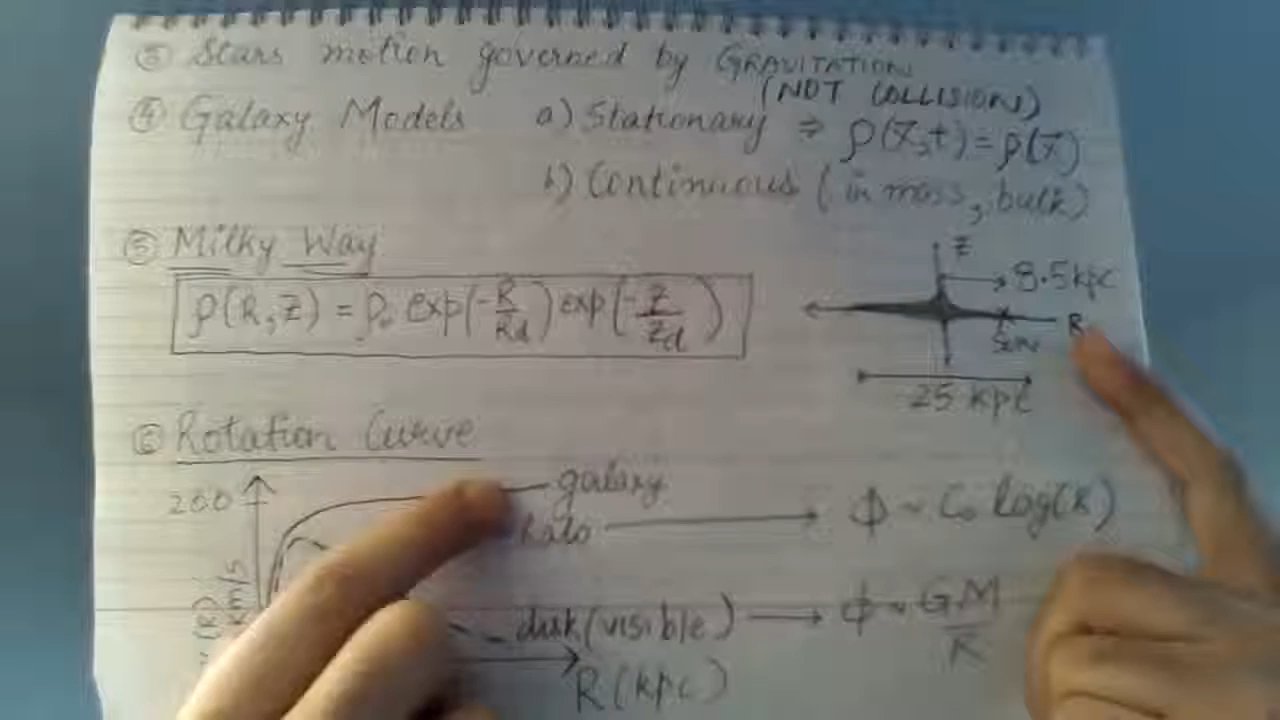 ③ Stars motion governed by GRAVITATION
(NOT COLLISION)
④ Galaxy Models a) Stationary ⇒ ρ(x̄,t)=ρ(x̄)
b) Continuous (in mass, bulk)
⑤ Milky Way
ρ(R,Z) = ρ₀ exp(-R/Rd) exp(-Z/Zd)
Z
8.5kpc
R
Sun
25 kpc
⑥ Rotation Curve
200
galaxy
halo → ϕ ~ C₀ log(R)
km/s
disk(visible) → ϕ ~ GM/R
R(kpc)